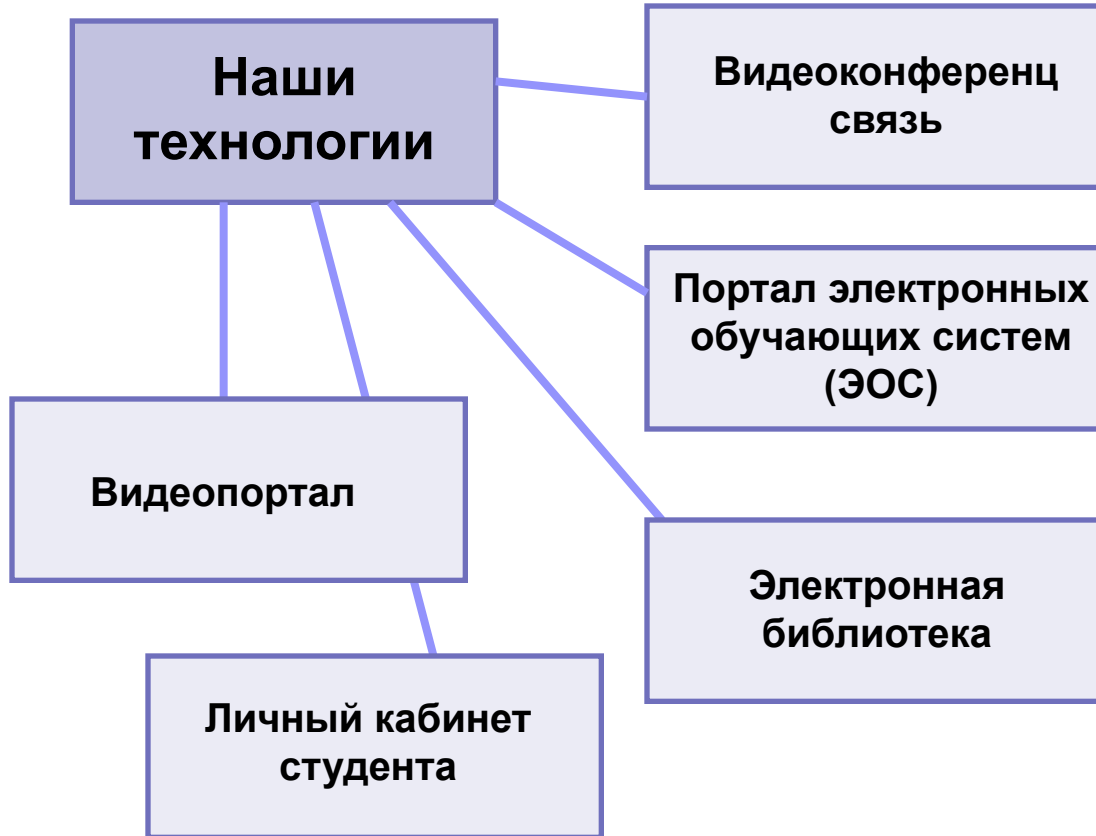 Наши
технологии
Видеоконференц
связь
Портал электронных
обучающих систем
(ЭОС)
Видеопортал
Электронная
библиотека
Личный кабинет
студента